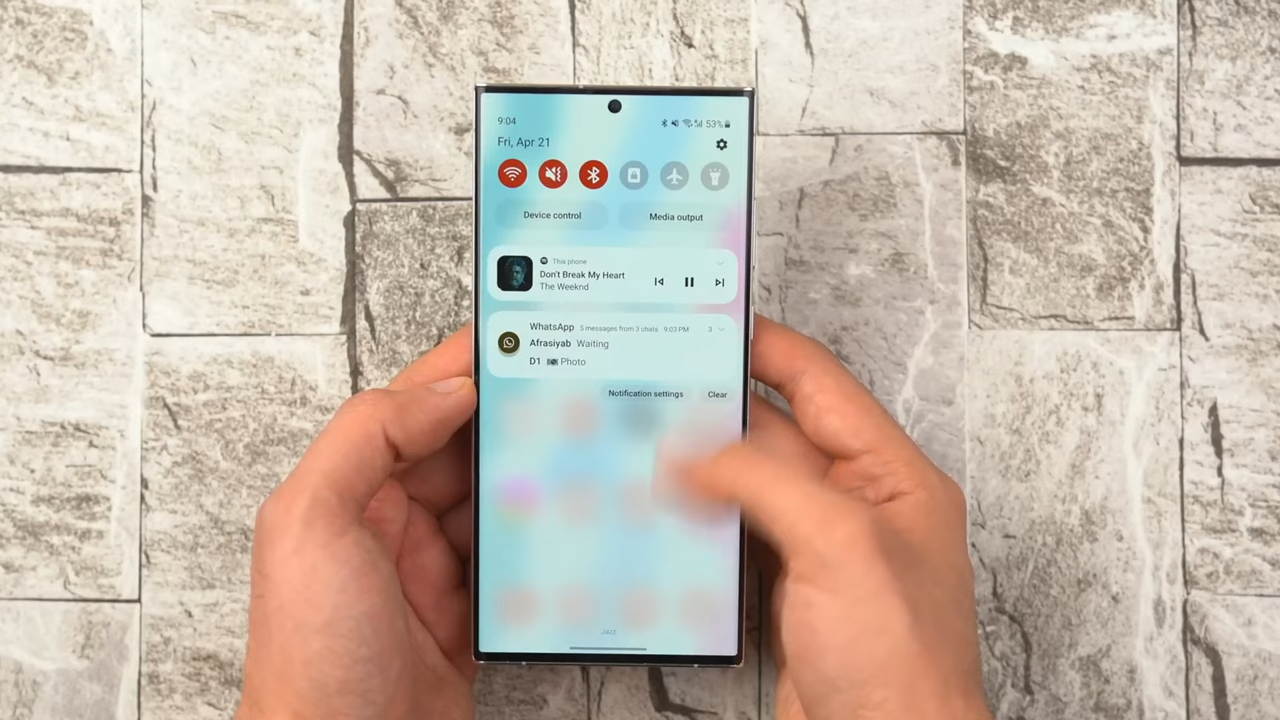 9:04
53%
Fri, Apr 21
Device control
Media output
This phone
Don't Break My Heart
The Weeknd
WhatsApp 5 messages from 3 chats 9:03 PM 3
Afrasiyab Waiting
D1 Photo
Notification settings
Clear
Jazz